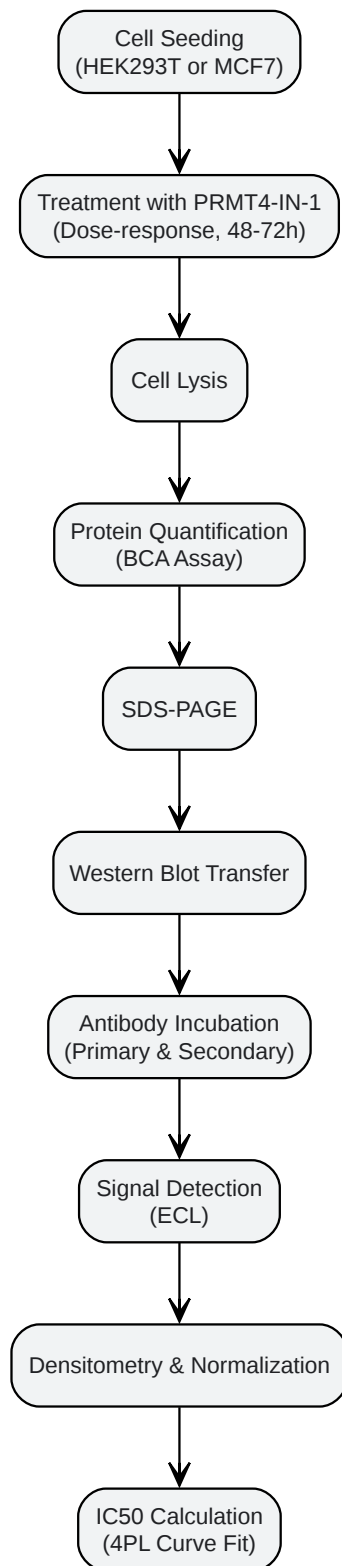 Cell Seeding
(HEK293T or MCF7)
Treatment with PRMT4-IN-1
(Dose-response, 48-72h)
Cell Lysis
Protein Quantification
(BCA Assay)
SDS-PAGE
Western Blot Transfer
Antibody Incubation
(Primary & Secondary)
Signal Detection
(ECL)
Densitometry & Normalization
IC50 Calculation
(4PL Curve Fit)